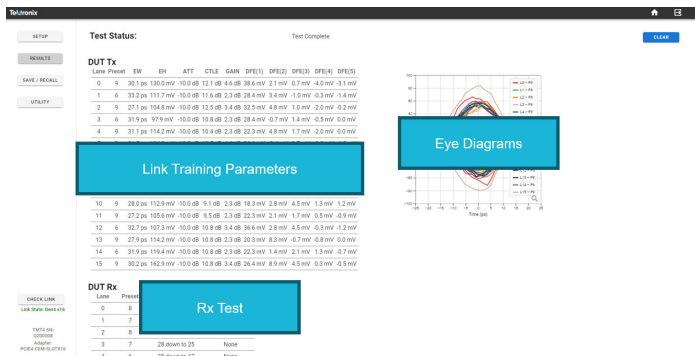 Tektronix
SETUP
RESULTS
SAVE / RECALL
UTILITY
CHECK LINK
Link State: Good x16
TMT4 SN:
Q200008
Adapter:
PCIE4-CEM-SLOTX16
Test Status:
Test Complete
CLEAR
DUT Tx
Lane Preset EW EH ATT CTLE GAIN DFE(1) DFE(2) DFE(3) DFE(4) DFE(5)
0 9 30.1 ps 130.0 mV -10.0 dB 12.1 dB 4.6 dB 38.6 mV 2.1 mV 0.7 mV -4.0 mV -3.1 mV
1 6 33.2 ps 111.7 mV -10.0 dB 11.6 dB 2.3 dB 28.4 mV 3.4 mV -1.0 mV -0.3 mV -1.4 mV
2 9 27.1 ps 104.8 mV -10.0 dB 12.5 dB 3.4 dB 32.5 mV 4.8 mV 1.0 mV -2.0 mV -0.2 mV
3 6 31.9 ps 97.9 mV -10.0 dB 10.8 dB 2.3 dB 28.4 mV -0.7 mV 1.4 mV -0.5 mV 0.0 mV
4 9 31.1 ps 114.2 mV -10.0 dB 10.4 dB 2.3 dB 22.3 mV 4.8 mV 1.7 mV -2.0 mV 0.0 mV
Link Training Parameters
10 9 28.0 ps 112.9 mV -10.0 dB 9.1 dB 2.3 dB 18.3 mV 2.8 mV 4.5 mV 1.3 mV 1.2 mV
11 9 27.2 ps 105.6 mV -10.0 dB 9.5 dB 2.3 dB 22.3 mV 2.1 mV 1.7 mV 0.5 mV -0.9 mV
12 6 32.7 ps 107.3 mV -10.0 dB 10.8 dB 3.4 dB 36.6 mV 2.8 mV 4.5 mV -0.3 mV -1.2 mV
13 9 27.9 ps 114.2 mV -10.0 dB 10.8 dB 2.3 dB 20.3 mV 8.3 mV -0.7 mV -0.8 mV 0.0 mV
14 6 31.9 ps 119.4 mV -10.0 dB 10.8 dB 2.3 dB 22.3 mV 1.4 mV 2.1 mV 1.3 mV -0.7 mV
15 9 30.2 ps 162.9 mV -10.0 dB 10.8 dB 3.4 dB 26.4 mV 8.9 mV 4.5 mV 0.3 mV -0.5 mV
Eye Diagrams
Time (ps)
DUT Rx
Lane Preset
0 8
1 7
2 8
Rx Test
3 7 28 down to 25 None